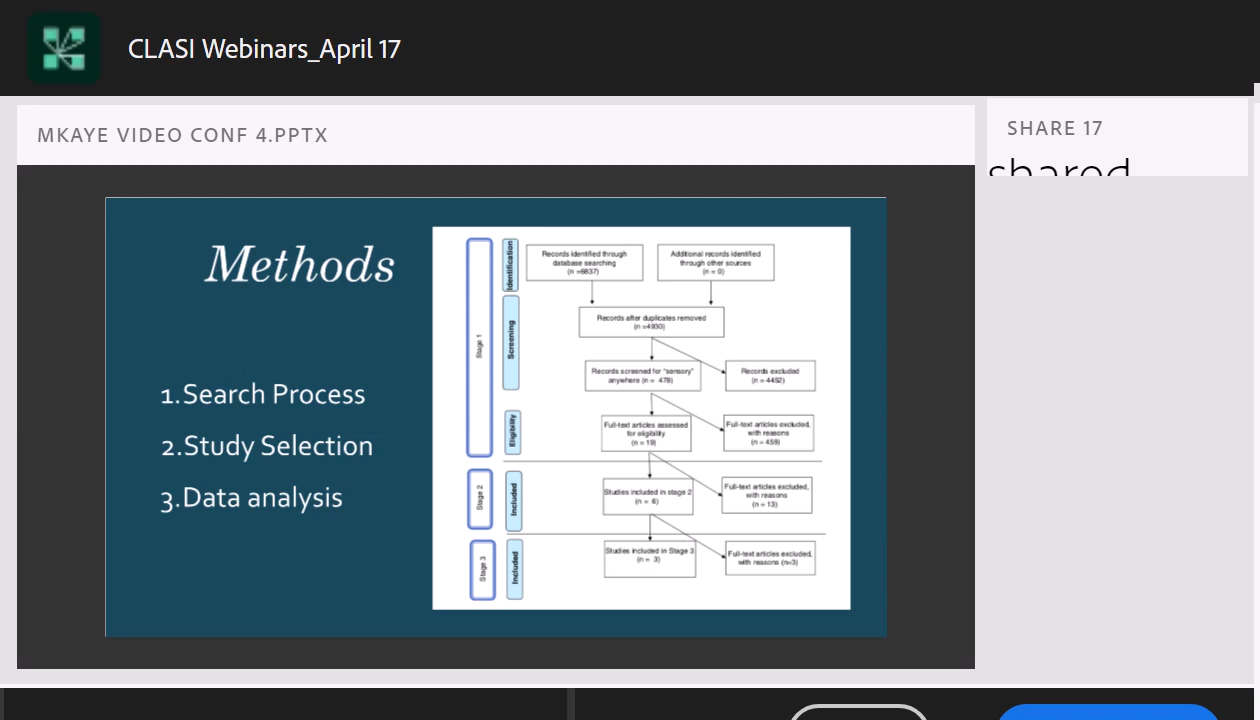 CLASI Webinars_April 17
MKAYE VIDEO CONF 4.PPTX
SHARE 17
shared
Methods
1.Search Process
2.Study Selection
3.Data analysis
Stage 1
Identification
Records identified through
database searching
(n =6837)
Additional records identified
through other sources
(n = 0)
Screening
Records after duplicates removed
(n =4930)
Records screened for "sensory"
anywhere (n = 478)
Records excluded
(n = 4452)
Eligibility
Full-text articles assessed
for eligibility
(n = 19)
Full-text articles excluded,
with reasons
(n = 459)
Stage 2
Included
Studies included in stage 2
(n = 6)
Full-text articles excluded,
with reasons
(n = 13)
Stage 3
Included
Studies included in Stage 3
(n = 3)
Full-text articles excluded,
with reasons (n=3)